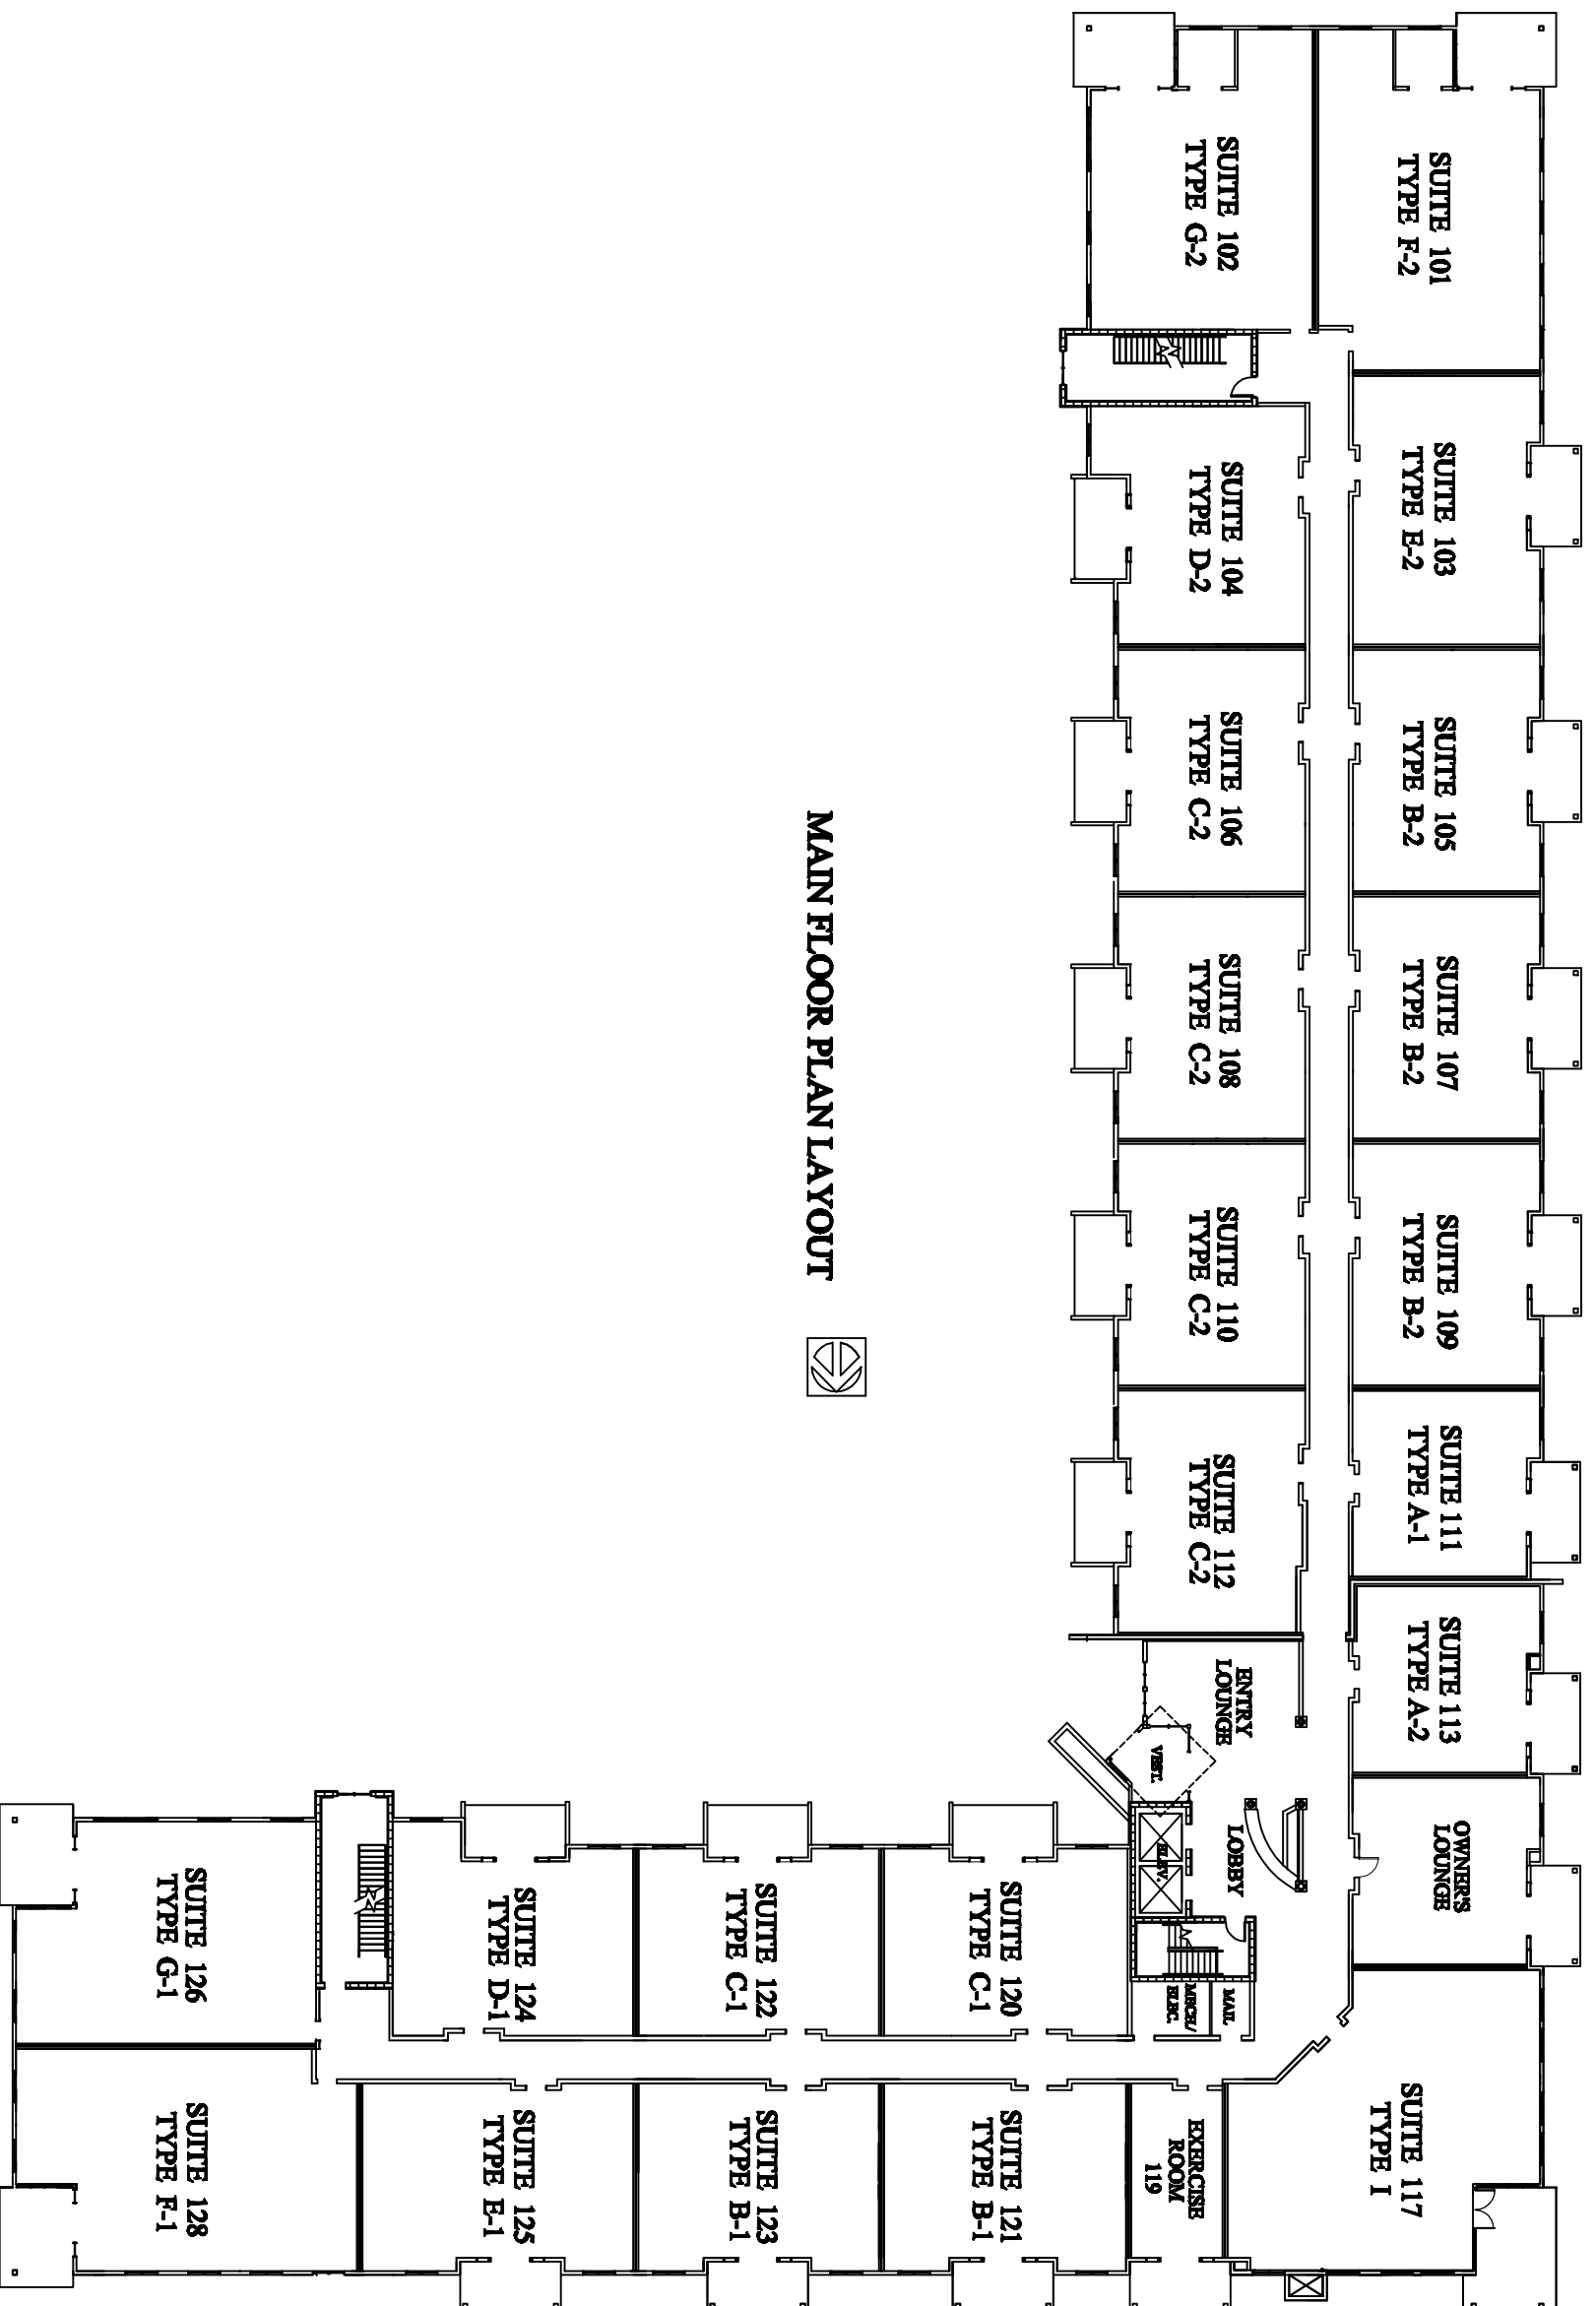 SUITE 101
TYPE F-2
SUITE 102
TYPE G-2
SUITE 103
TYPE E-2
SUITE 104
TYPE D-2
SUITE 105
TYPE B-2
SUITE 106
TYPE C-2
SUITE 107
TYPE B-2
SUITE 108
TYPE C-2
SUITE 109
TYPE B-2
SUITE 110
TYPE C-2
SUITE 111
TYPE A-1
SUITE 112
TYPE C-2
SUITE 113
TYPE A-2
ENTRY
LOUNGE
VEST.
OWNER'S
LOUNGE
LOBBY
ELEV.
MAIL
MECH./
ELEC.
SUITE 117
TYPE I
EXERCISE
ROOM
119
SUITE 120
TYPE C-1
SUITE 121
TYPE B-1
SUITE 122
TYPE C-1
SUITE 123
TYPE B-1
SUITE 124
TYPE D-1
SUITE 125
TYPE E-1
SUITE 126
TYPE G-1
SUITE 128
TYPE F-1
MAIN FLOOR PLAN LAYOUT